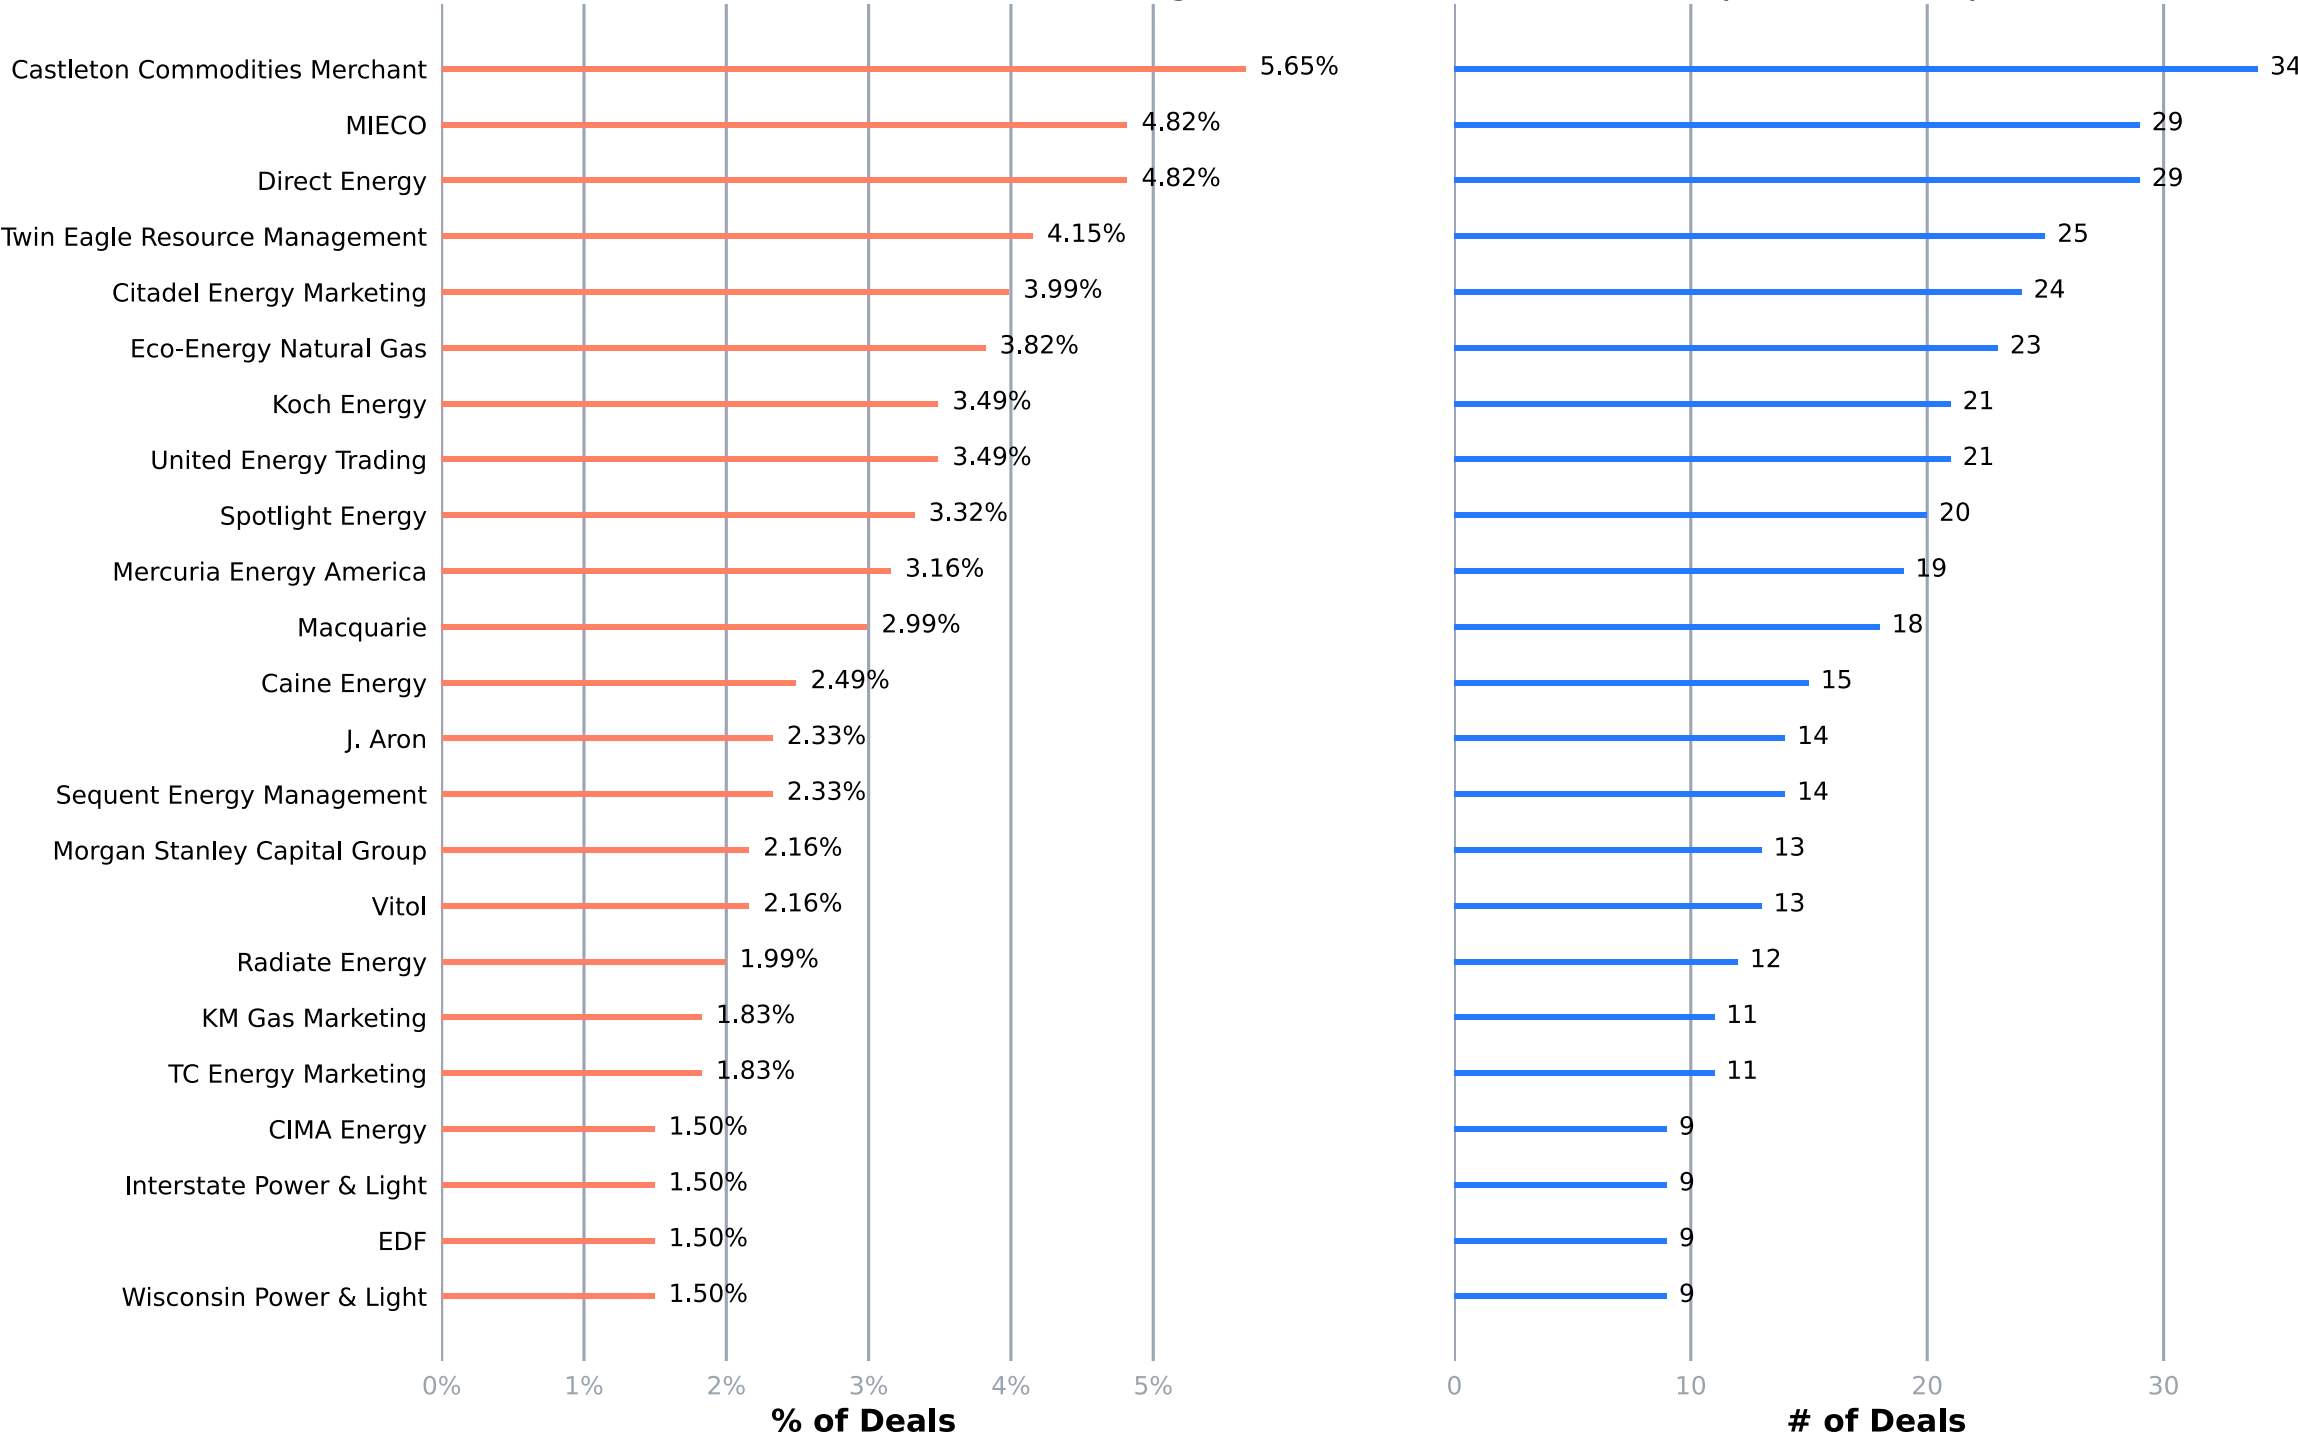 Castleton Commodities Merchant 5.65% 34
MIECO 4.82% 29
Direct Energy 4.82% 29
Twin Eagle Resource Management 4.15% 25
Citadel Energy Marketing 3.99% 24
Eco-Energy Natural Gas 3.82% 23
Koch Energy 3.49% 21
United Energy Trading 3.49% 21
Spotlight Energy 3.32% 20
Mercuria Energy America 3.16% 19
Macquarie 2.99% 18
Caine Energy 2.49% 15
J. Aron 2.33% 14
Sequent Energy Management 2.33% 14
Morgan Stanley Capital Group 2.16% 13
Vitol 2.16% 13
Radiate Energy 1.99% 12
KM Gas Marketing 1.83% 11
TC Energy Marketing 1.83% 11
CIMA Energy 1.50% 9
Interstate Power & Light 1.50% 9
EDF 1.50% 9
Wisconsin Power & Light 1.50% 9
0% 1% 2% 3% 4% 5% 0 10 20 30
% of Deals # of Deals